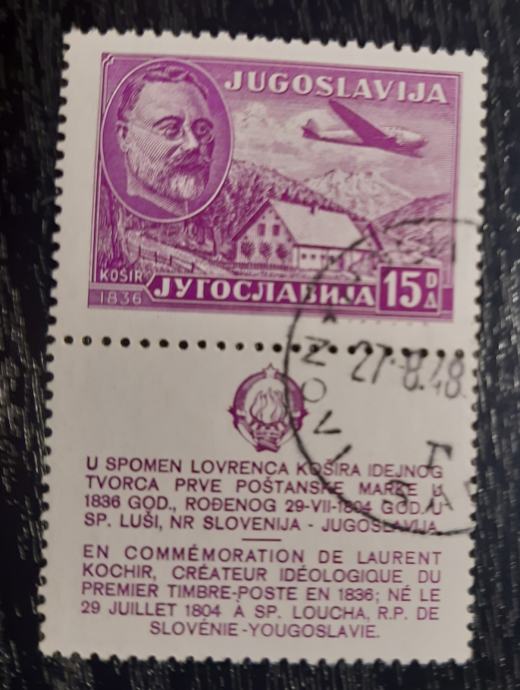 JUGOSLAVIJA
KOŠIR
1836
ЈУГОСЛАВИЈА
15 DA
27·8.48.
U SPOMEN LOVRENCA KOŠIRA IDEJNOG
TVORCA PRVE POŠTANSKE MARKE U
1836 GOD., ROĐENOG 29-VII-1804 GOD. U
SP. LUŠI, NR SLOVENIJA - JUGOSLAVIJA
EN COMMÉMORATION DE LAURENT
KOCHIR, CRÉATEUR IDÉOLOGIQUE DU
PREMIER TIMBRE-POSTE EN 1836; NÉ LE
29 JUILLET 1804 À SP. LOUCHA, R.P. DE
SLOVÉNIE-YOUGOSLAVIE.